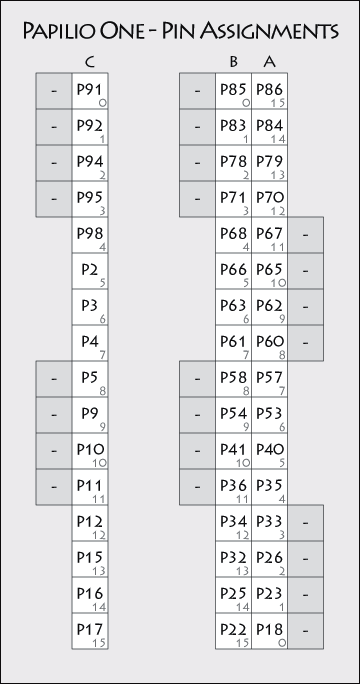 PAPILIO ONE - PIN ASSIGNMENTS
C B A
- P91 0 - P85 0 P86 15
- P92 1 - P83 1 P84 14
- P94 2 - P78 2 P79 13
- P95 3 - P71 3 P70 12
P98 4 P68 4 P67 11 -
P2 5 P66 5 P65 10 -
P3 6 P63 6 P62 9 -
P4 7 P61 7 P60 8 -
- P5 8 - P58 8 P57 7
- P9 9 - P54 9 P53 6
- P10 10 - P41 10 P40 5
- P11 11 - P36 11 P35 4
P12 12 P34 12 P33 3 -
P15 13 P32 13 P26 2 -
P16 14 P25 14 P23 1 -
P17 15 P22 15 P18 0 -